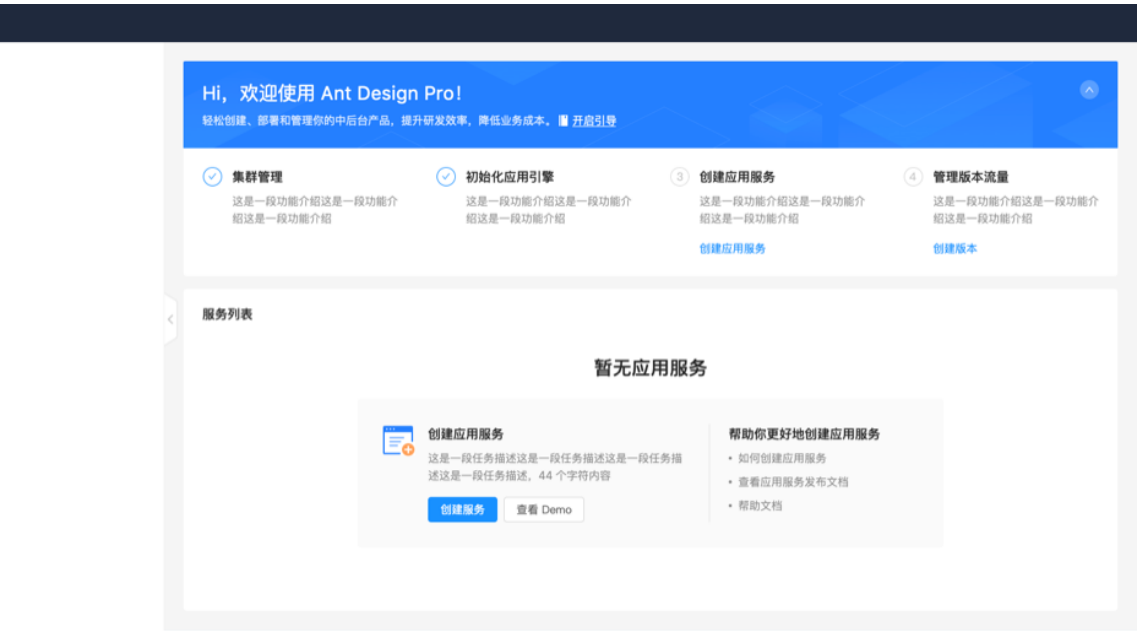 Hi，欢迎使用 Ant Design Pro！
轻松创建、部署和管理你的中后台产品，提升研发效率，降低业务成本。 开启引导
集群管理
这是一段功能介绍这是一段功能介
绍这是一段功能介绍
初始化应用引擎
这是一段功能介绍这是一段功能介
绍这是一段功能介绍
3 创建应用服务
这是一段功能介绍这是一段功能介
绍这是一段功能介绍
创建应用服务
4 管理版本流量
这是一段功能介绍这是一段功能介
绍这是一段功能介绍
创建版本
服务列表
暂无应用服务
创建应用服务
这是一段任务描述这是一段任务描述这是一段任务描
述这是一段任务描述，44 个字符内容
创建服务 查看 Demo
帮助你更好地创建应用服务
• 如何创建应用服务
• 查看应用服务发布文档
• 帮助文档